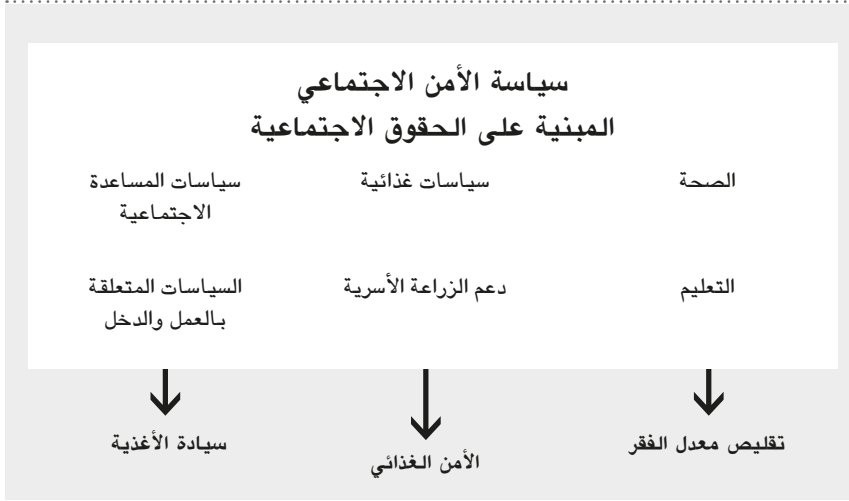 سياسة الأمن الاجتماعي
المبنية على الحقوق الاجتماعية
الصحة
سياسات غذائية
سياسات المساعدة
الاجتماعية
التعليم
دعم الزراعة الأسرية
السياسات المتعلقة
بالعمل والدخل
تقليص معدل الفقر
الأمن الغذائي
سيادة الأغذية